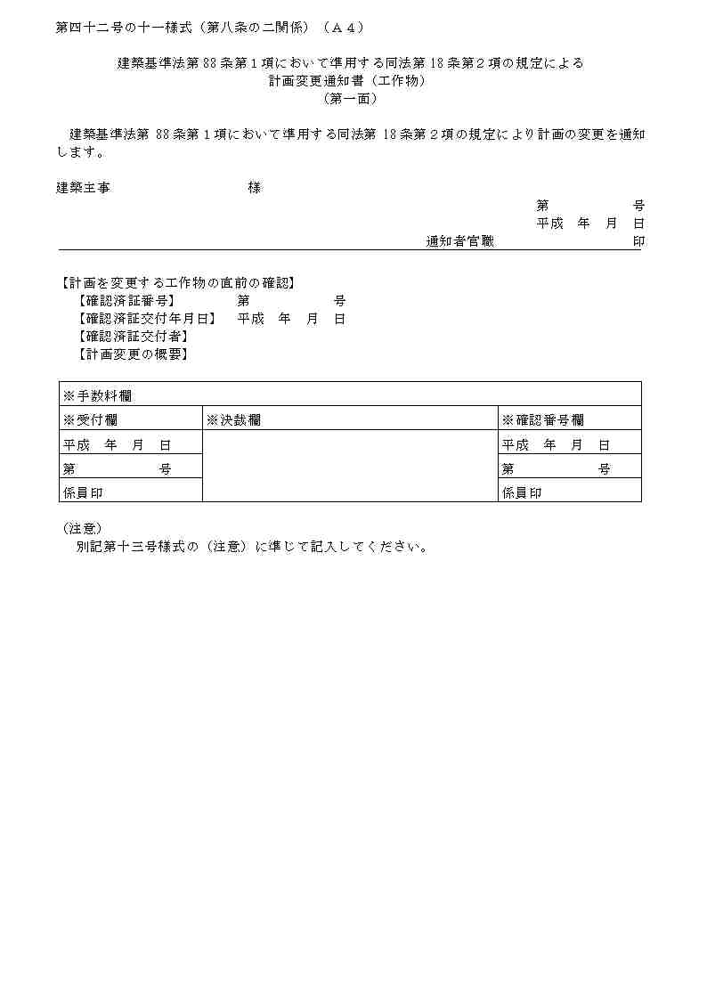 第四十二号の十一様式（第八条の二関係）（Ａ４）
建築基準法第 88 条第１項において準用する同法第 18 条第２項の規定による
計画変更通知書（工作物）
（第一面）
建築基準法第 88 条第１項において準用する同法第 18 条第２項の規定により計画の変更を通知
します。
建築主事　　　　　　　　　　様
第　　　　　　号
平成　年　月　日
通知者官職　　　　　　　　　　印
【計画を変更する工作物の直前の確認】
【確認済証番号】　　　　第　　　　　　号
【確認済証交付年月日】　平成　年　月　日
【確認済証交付者】
【計画変更の概要】
※手数料欄
※受付欄　　　　　　※決裁欄　　　　　　※確認番号欄
平成　年　月　日　　　　　　平成　年　月　日
第　　　　　　号　　　　　　第　　　　　　号
係員印　　　　　　係員印
（注意）
別記第十三号様式の（注意）に準じて記入してください。